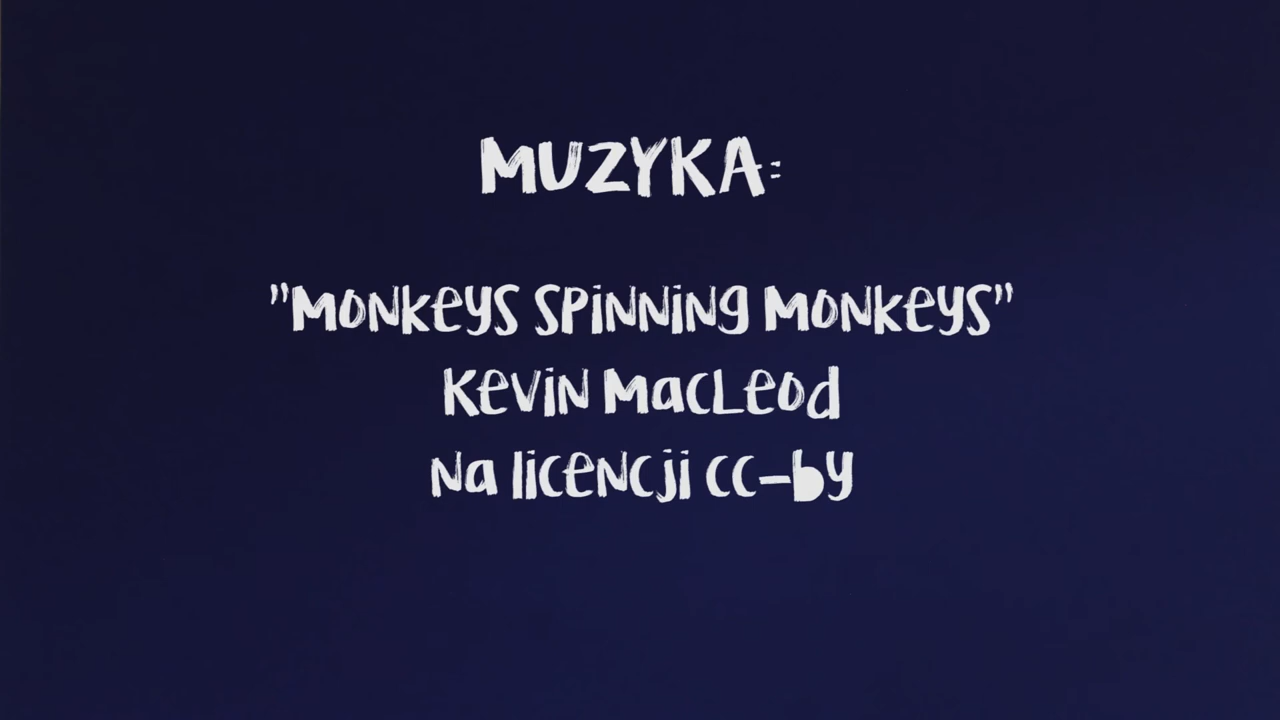 MUZYKA:
"Monkeys Spinning Monkeys"
Kevin MacLeod
na licencji cc-by